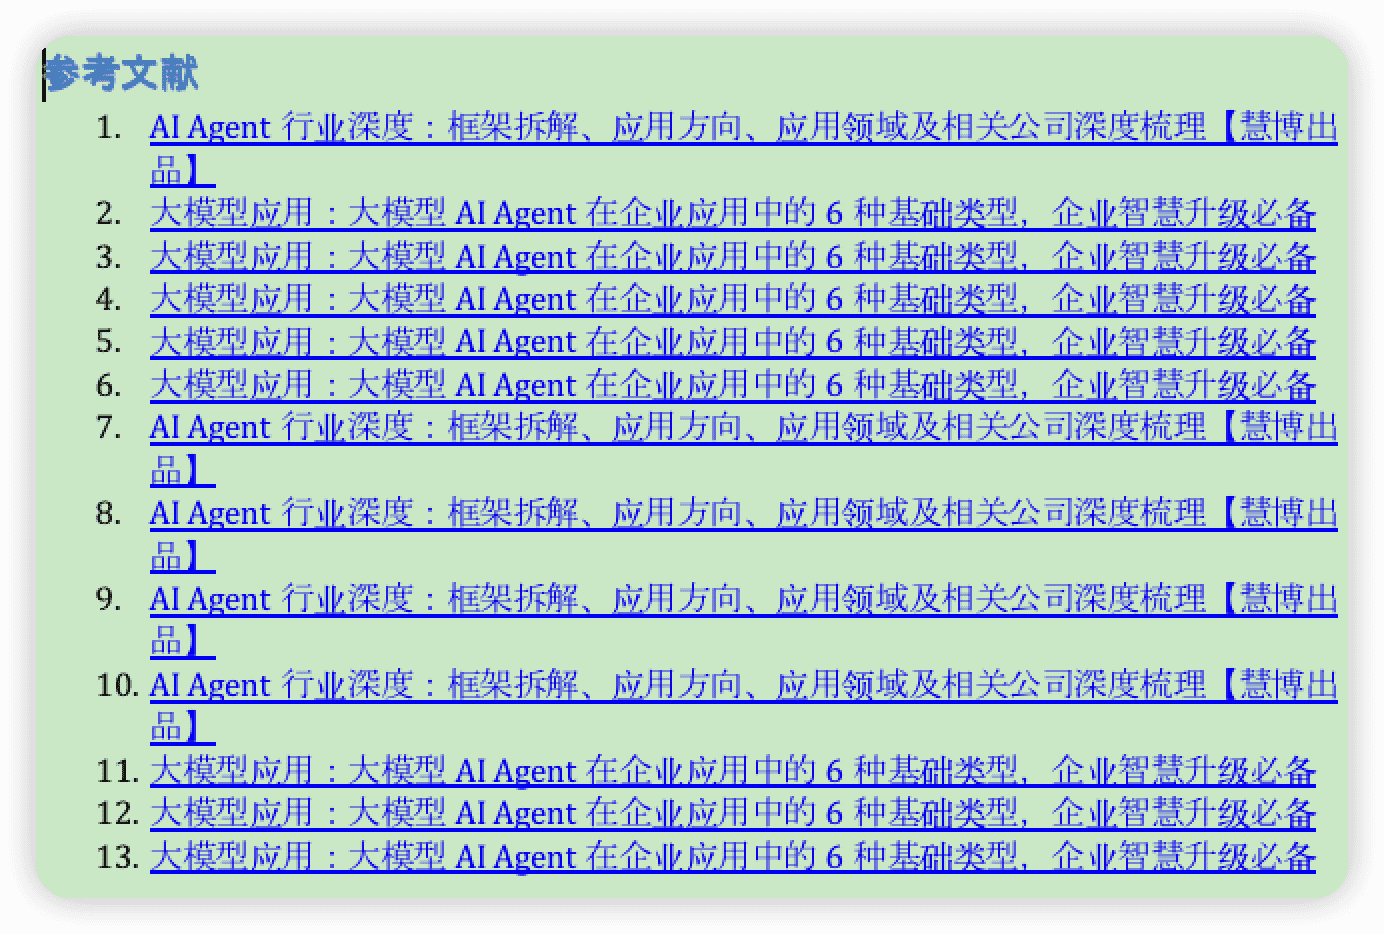 参考文献
1. AI Agent 行业深度：框架拆解、应用方向、应用领域及相关公司深度梳理【慧博出
品】
2. 大模型应用：大模型 AI Agent 在企业应用中的 6 种基础类型，企业智慧升级必备
3. 大模型应用：大模型 AI Agent 在企业应用中的 6 种基础类型，企业智慧升级必备
4. 大模型应用：大模型 AI Agent 在企业应用中的 6 种基础类型，企业智慧升级必备
5. 大模型应用：大模型 AI Agent 在企业应用中的 6 种基础类型，企业智慧升级必备
6. 大模型应用：大模型 AI Agent 在企业应用中的 6 种基础类型，企业智慧升级必备
7. AI Agent 行业深度：框架拆解、应用方向、应用领域及相关公司深度梳理【慧博出
品】
8. AI Agent 行业深度：框架拆解、应用方向、应用领域及相关公司深度梳理【慧博出
品】
9. AI Agent 行业深度：框架拆解、应用方向、应用领域及相关公司深度梳理【慧博出
品】
10. AI Agent 行业深度：框架拆解、应用方向、应用领域及相关公司深度梳理【慧博出
品】
11. 大模型应用：大模型 AI Agent 在企业应用中的 6 种基础类型，企业智慧升级必备
12. 大模型应用：大模型 AI Agent 在企业应用中的 6 种基础类型，企业智慧升级必备
13. 大模型应用：大模型 AI Agent 在企业应用中的 6 种基础类型，企业智慧升级必备